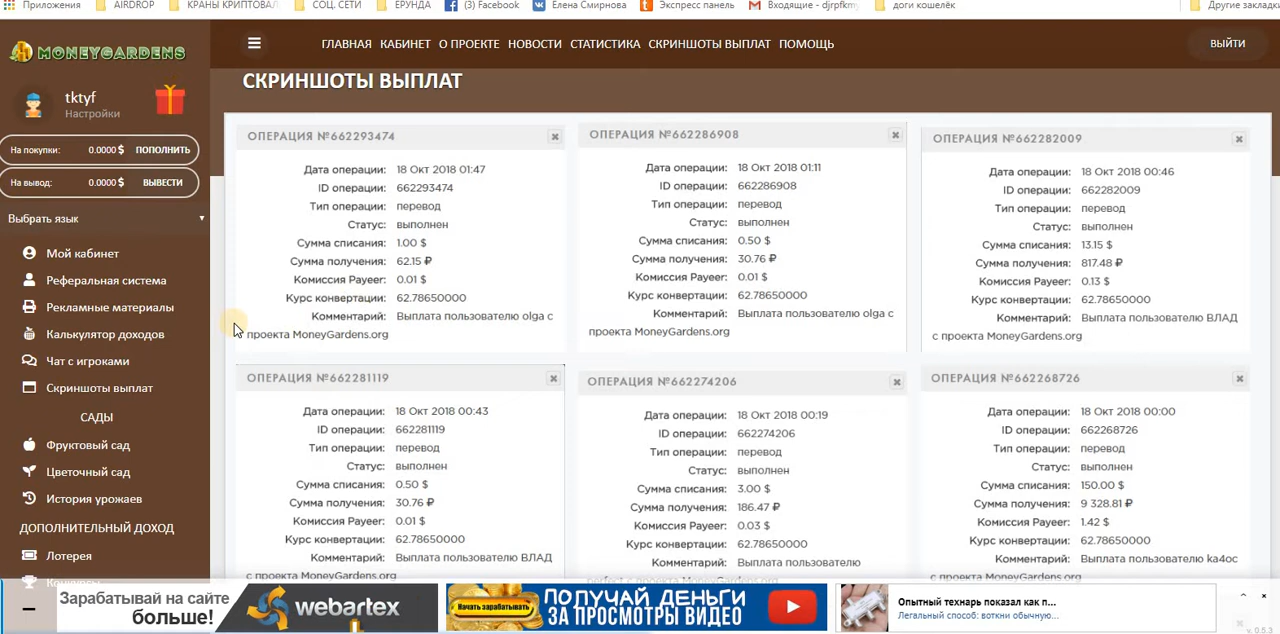 Приложения AIRDROP КРАНЫ КРИПТОВАЛ СОЦ. СЕТИ ЕРУНДА (3) Facebook Елена Смирнова Экспресс панель Входящие - djrpfkmy доги кошелёк Другие закладки
MONEYGARDENS
ГЛАВНАЯ КАБИНЕТ О ПРОЕКТЕ НОВОСТИ СТАТИСТИКА СКРИНШОТЫ ВЫПЛАТ ПОМОЩЬ
ВЫЙТИ
tktyf
Настройки
На покупки: 0.0000 $ ПОПОЛНИТЬ
На вывод: 0.0000 $ ВЫВЕСТИ
Выбрать язык
Мой кабинет
Реферальная система
Рекламные материалы
Калькулятор доходов
Чат с игроками
Скриншоты выплат
САДЫ
Фруктовый сад
Цветочный сад
История урожаев
ДОПОЛНИТЕЛЬНЫЙ ДОХОД
Лотерея
Конкурсы
СКРИНШОТЫ ВЫПЛАТ
ОПЕРАЦИЯ №662293474
Дата операции: 18 Окт 2018 01:47
ID операции: 662293474
Тип операции: перевод
Статус: выполнен
Сумма списания: 1.00 $
Сумма получения: 62.15 ₽
Комиссия Payeer: 0.01 $
Курс конвертации: 62.78650000
Комментарий: Выплата пользователю olga с
проекта MoneyGardens.org
ОПЕРАЦИЯ №662286908
Дата операции: 18 Окт 2018 01:11
ID операции: 662286908
Тип операции: перевод
Статус: выполнен
Сумма списания: 0.50 $
Сумма получения: 30.76 ₽
Комиссия Payeer: 0.01 $
Курс конвертации: 62.78650000
Комментарий: Выплата пользователю olga с
проекта MoneyGardens.org
ОПЕРАЦИЯ №662282009
Дата операции: 18 Окт 2018 00:46
ID операции: 662282009
Тип операции: перевод
Статус: выполнен
Сумма списания: 13.15 $
Сумма получения: 817.48 ₽
Комиссия Payeer: 0.13 $
Курс конвертации: 62.78650000
Комментарий: Выплата пользователю ВЛАД
с проекта MoneyGardens.org
ОПЕРАЦИЯ №662281119
Дата операции: 18 Окт 2018 00:43
ID операции: 662281119
Тип операции: перевод
Статус: выполнен
Сумма списания: 0.50 $
Сумма получения: 30.76 ₽
Комиссия Payeer: 0.01 $
Курс конвертации: 62.78650000
Комментарий: Выплата пользователю ВЛАД
с проекта MoneyGardens.org
ОПЕРАЦИЯ №662274206
Дата операции: 18 Окт 2018 00:19
ID операции: 662274206
Тип операции: перевод
Статус: выполнен
Сумма списания: 3.00 $
Сумма получения: 186.47 ₽
Комиссия Payeer: 0.03 $
Курс конвертации: 62.78650000
Комментарий: Выплата пользователю
perfect с проекта MoneyGardens.org
ОПЕРАЦИЯ №662268726
Дата операции: 18 Окт 2018 00:00
ID операции: 662268726
Тип операции: перевод
Статус: выполнен
Сумма списания: 150.00 $
Сумма получения: 9 328.81 ₽
Комиссия Payeer: 1.42 $
Курс конвертации: 62.78650000
Комментарий: Выплата пользователю ka4oc
с проекта MoneyGardens.org
Зарабатывай на сайте
больше!
webartex
Начать зарабатывать
ПОЛУЧАЙ ДЕНЬГИ
ЗА ПРОСМОТРЫ ВИДЕО
Опытный технарь показал как п...
Легальный способ: воткни обычную...
v. 0.5.3